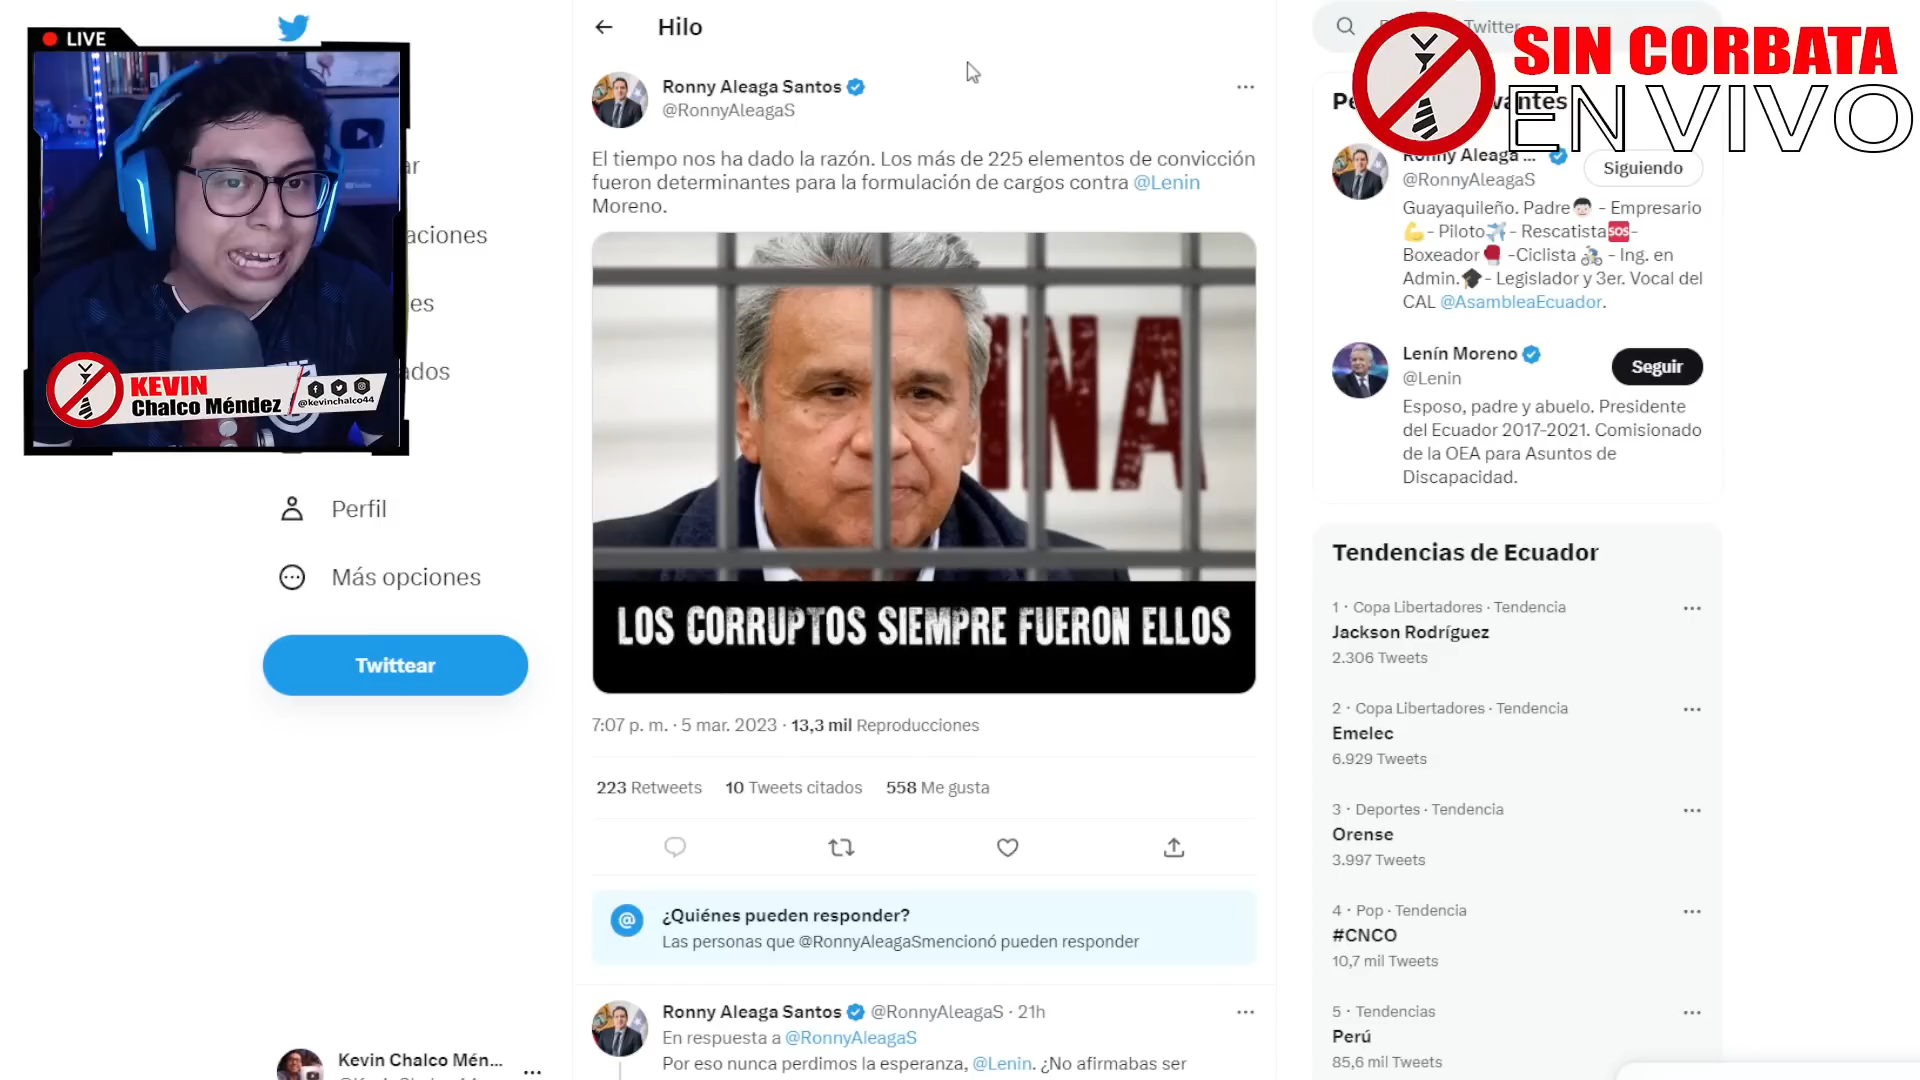 LIVE
KEVIN
Chalco Méndez
@kevinchalco44
ar
aciones
es
ados
Perfil
Más opciones
Twittear
Kevin Chalco Mén...
Hilo
Ronny Aleaga Santos
@RonnyAleagaS
El tiempo nos ha dado la razón. Los más de 225 elementos de convicción
fueron determinantes para la formulación de cargos contra @Lenin
Moreno.
INA
LOS CORRUPTOS SIEMPRE FUERON ELLOS
7:07 p. m. · 5 mar. 2023 · 13,3 mil Reproducciones
223 Retweets 10 Tweets citados 558 Me gusta
@
¿Quiénes pueden responder?
Las personas que @RonnyAleagaSmencionó pueden responder
Ronny Aleaga Santos @RonnyAleagaS · 21h
En respuesta a @RonnyAleagaS
Por eso nunca perdimos la esperanza, @Lenin. ¿No afirmabas ser
Twitter
SIN CORBATA
EN VIVO
vantes
Ronny Aleaga ...
@RonnyAleagaS
Siguiendo
Guayaquileño. Padre - Empresario
- Piloto - Rescatista SOS -
Boxeador -Ciclista - Ing. en
Admin. - Legislador y 3er. Vocal del
CAL @AsambleaEcuador.
Lenín Moreno
@Lenin
Seguir
Esposo, padre y abuelo. Presidente
del Ecuador 2017-2021. Comisionado
de la OEA para Asuntos de
Discapacidad.
Tendencias de Ecuador
1 · Copa Libertadores · Tendencia
Jackson Rodríguez
2.306 Tweets
2 · Copa Libertadores · Tendencia
Emelec
6.929 Tweets
3 · Deportes · Tendencia
Orense
3.997 Tweets
4 · Pop · Tendencia
#CNCO
10,7 mil Tweets
5 · Tendencias
Perú
85,6 mil Tweets